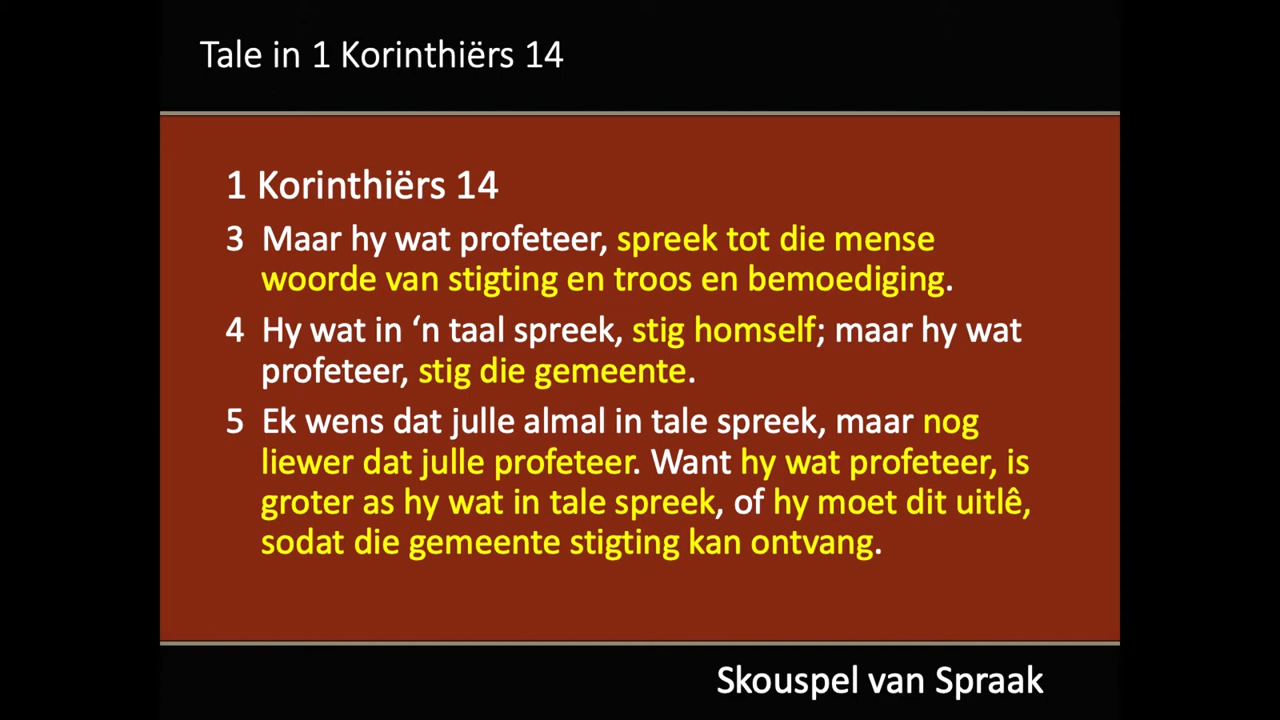 Tale in 1 Korinthiërs 14
1 Korinthiërs 14
3 Maar hy wat profeteer, spreek tot die mense
woorde van stigting en troos en bemoediging.
4 Hy wat in ‘n taal spreek, stig homself; maar hy wat
profeteer, stig die gemeente.
5 Ek wens dat julle almal in tale spreek, maar nog
liewer dat julle profeteer. Want hy wat profeteer, is
groter as hy wat in tale spreek, of hy moet dit uitlê,
sodat die gemeente stigting kan ontvang.
Skouspel van Spraak